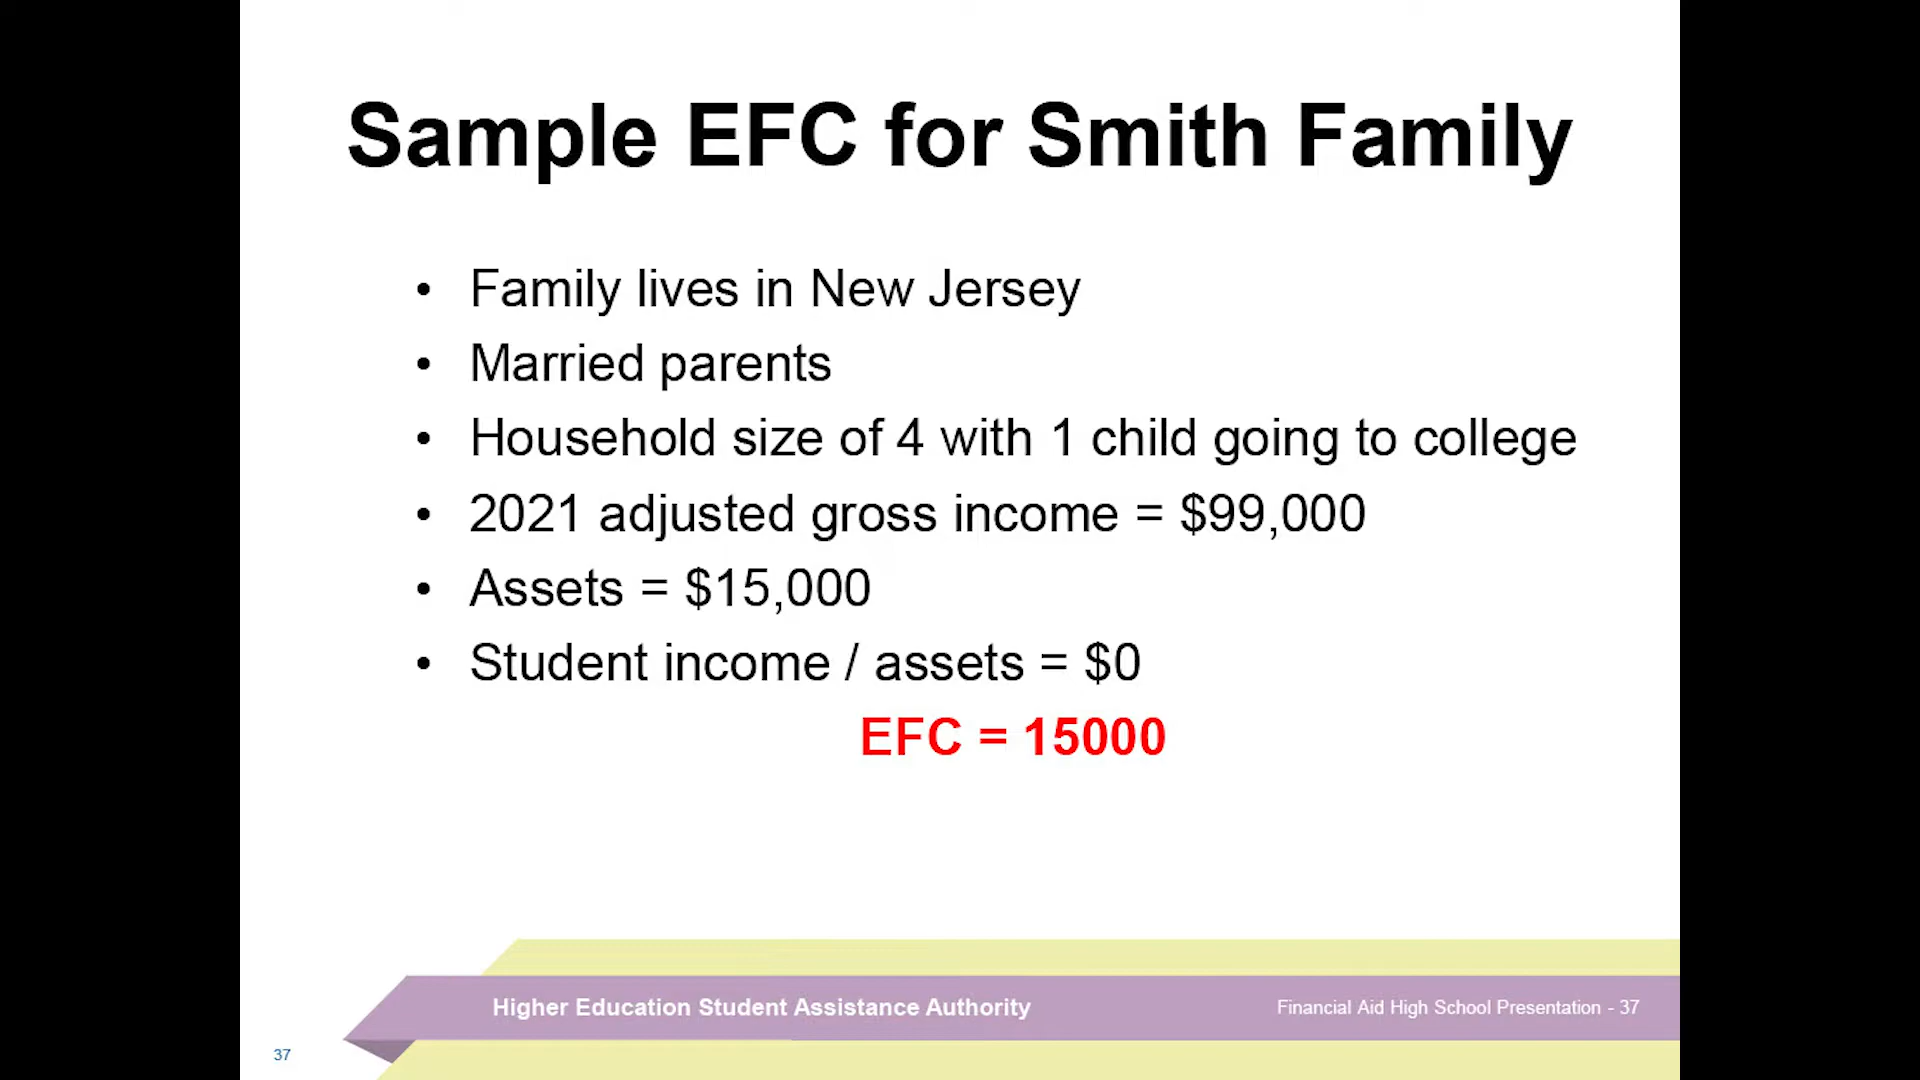 Sample EFC for Smith Family
• Family lives in New Jersey
• Married parents
• Household size of 4 with 1 child going to college
• 2021 adjusted gross income = $99,000
• Assets = $15,000
• Student income / assets = $0
EFC = 15000
Higher Education Student Assistance Authority
Financial Aid High School Presentation - 37
37